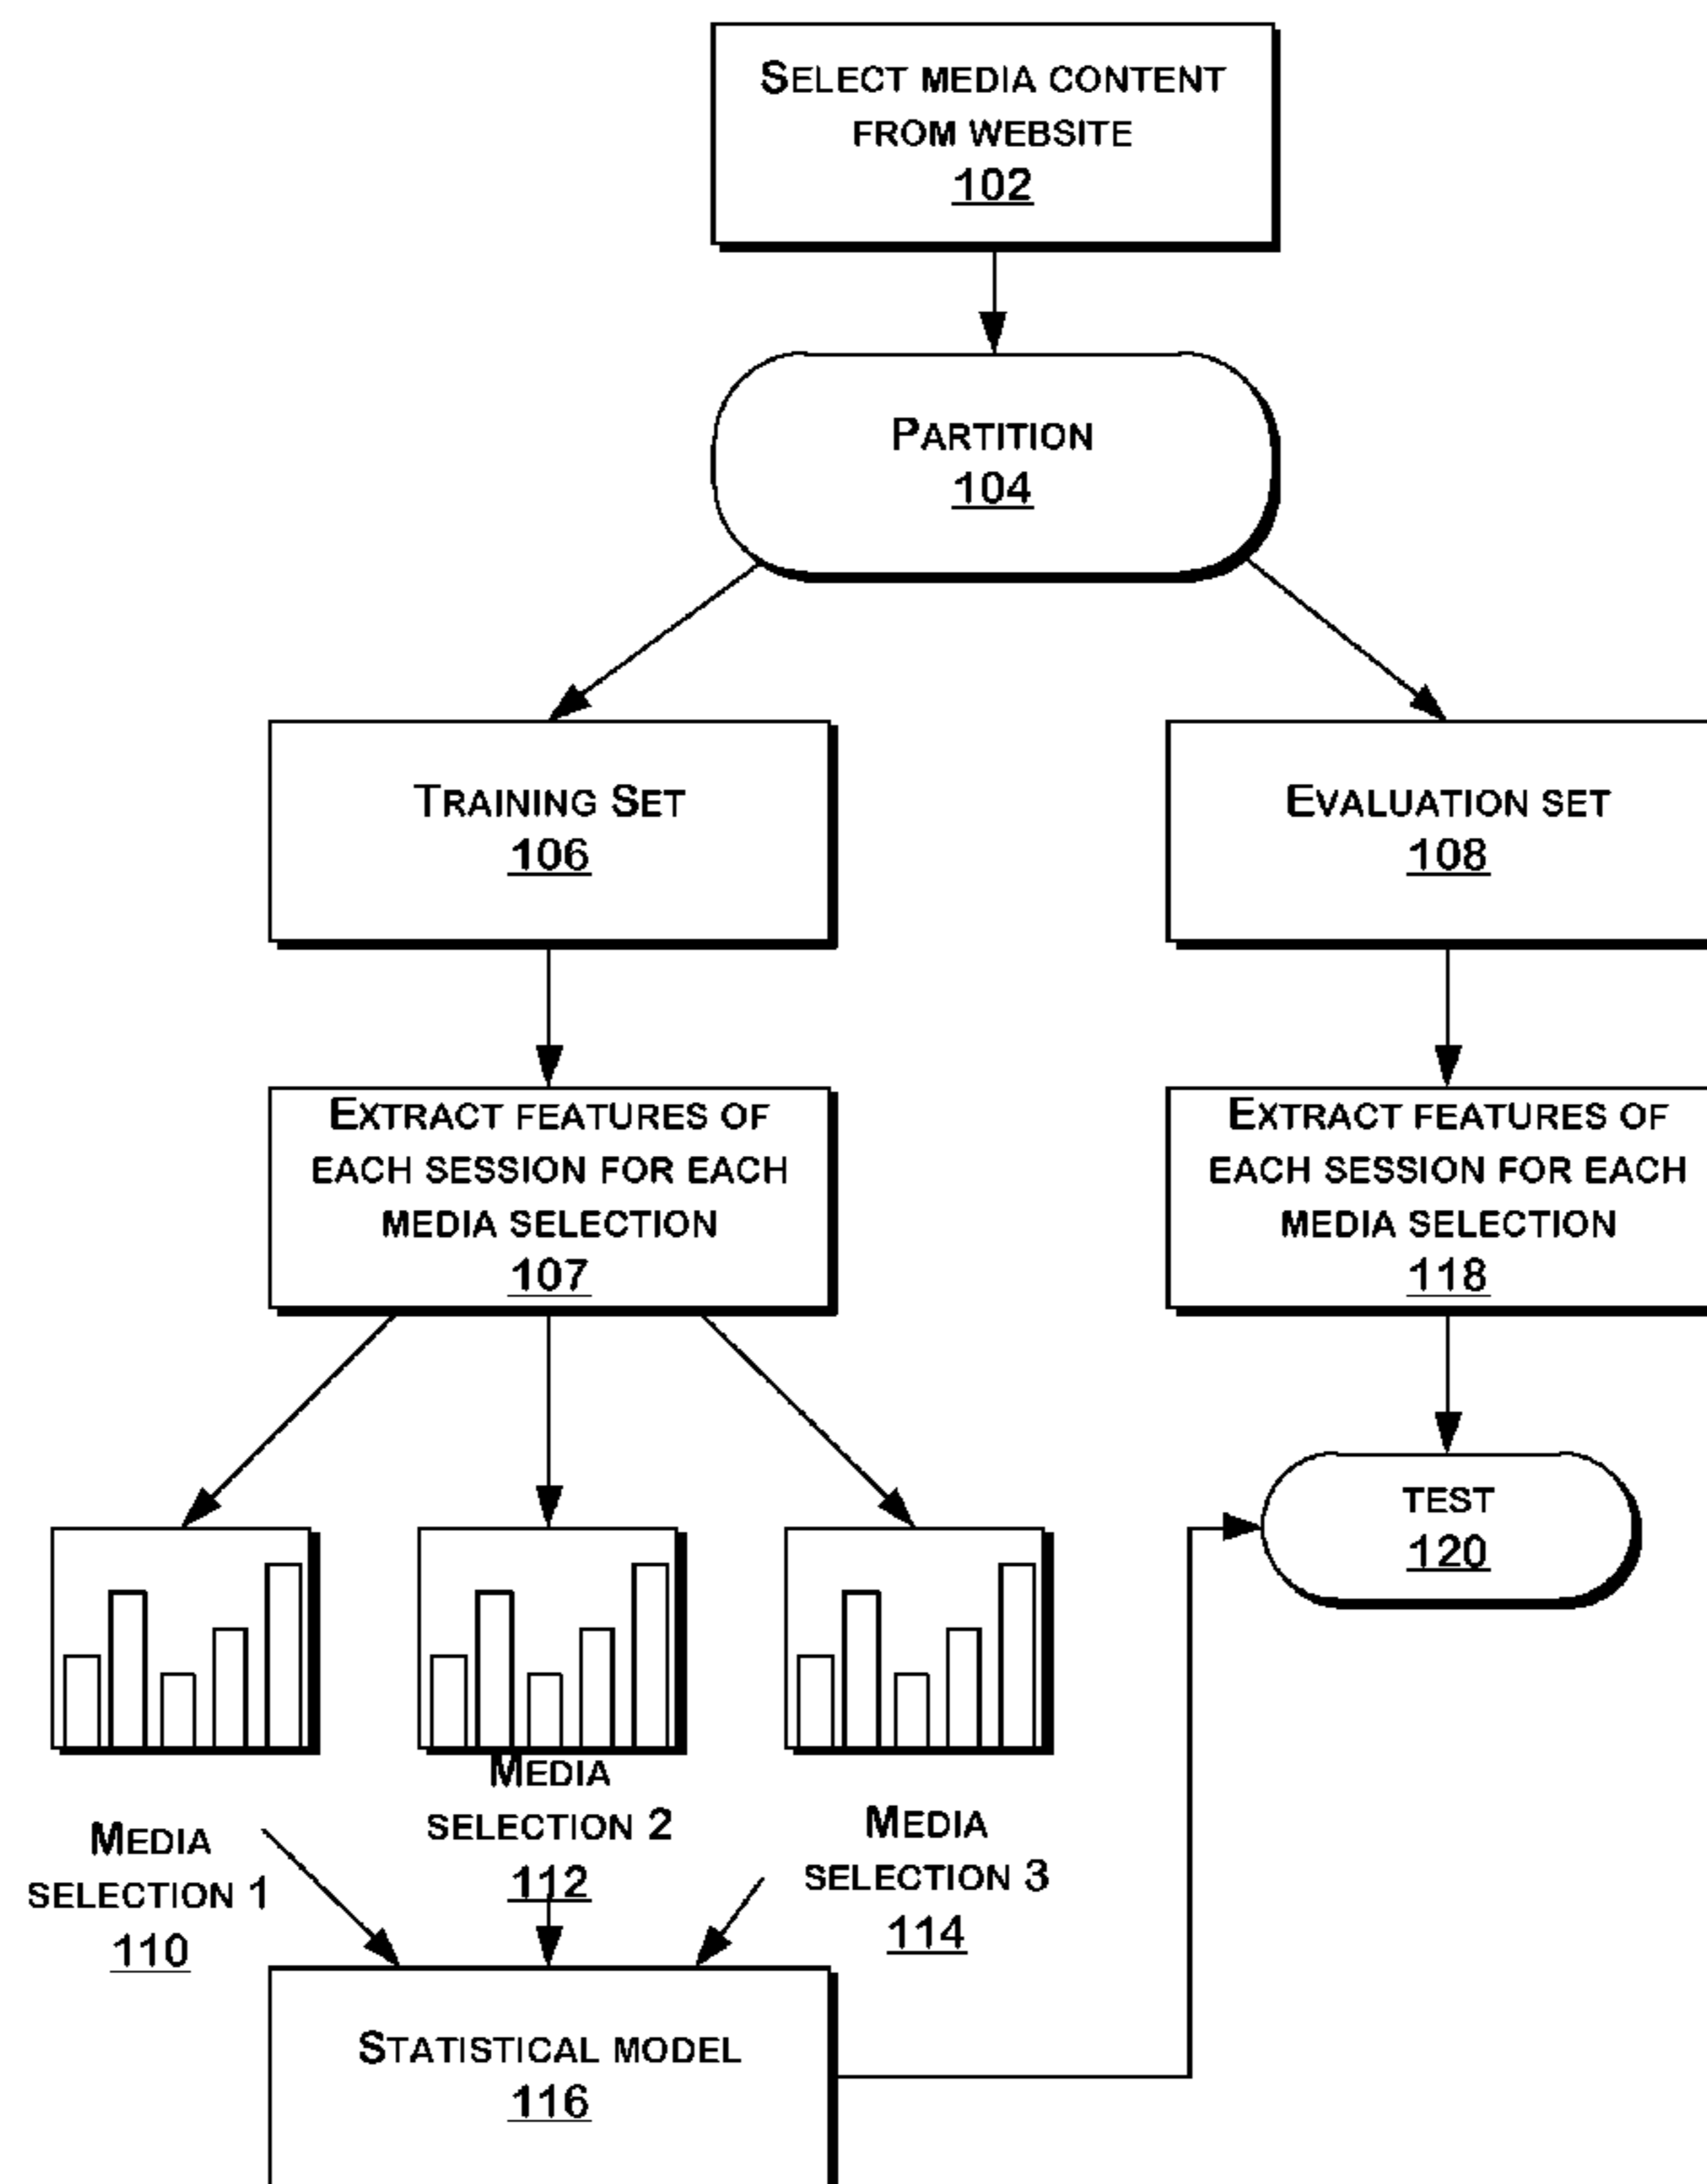 SELECT MEDIA CONTENT
FROM WEBSITE
102
PARTITION
104
TRAINING SET
106
EVALUATION SET
108
EXTRACT FEATURES OF
EACH SESSION FOR EACH
MEDIA SELECTION
107
EXTRACT FEATURES OF
EACH SESSION FOR EACH
MEDIA SELECTION
118
TEST
120
MEDIA
SELECTION 1
110
MEDIA
SELECTION 2
112
MEDIA
SELECTION 3
114
STATISTICAL MODEL
116